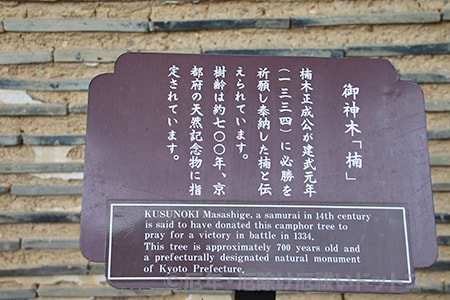 御神木「楠」
楠木正成公が建武元年
(一三三四)に必勝を
祈願し奉納した楠と伝
えられています。
樹齢は約七〇〇年、京
都府の天然記念物に指
定されています。
KUSUNOKI Masashige, a samurai in 14th century
is said to have donated this camphor tree to
pray for a victory in battle in 1334.
This tree is approximately 700 years old and
a prefecturally designated natural monument
of Kyoto Prefecture.